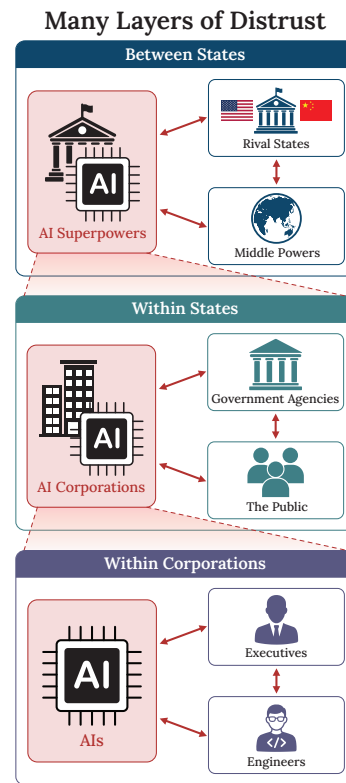 Many Layers of Distrust
Between States
AI
AI Superpowers
Rival States
Middle Powers
Within States
AI
AI Corporations
Government Agencies
The Public
Within Corporations
AI
AIs
Executives
</>
Engineers